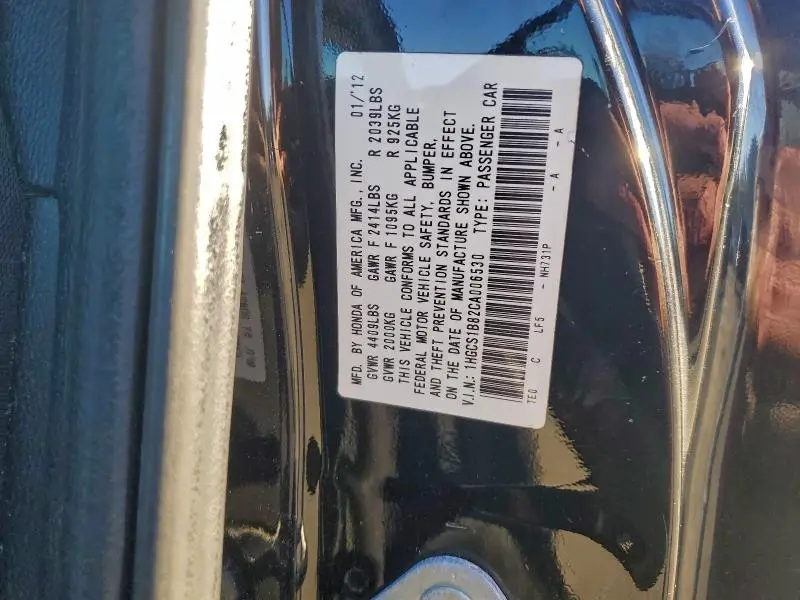 MFD. BY HONDA OF AMERICA MFG., INC. 01/'12
GVWR 4409LBS GAWR F 2414LBS R 2039LBS
GVWR 2000KG GAWR F 1095KG R 925KG
THIS VEHICLE CONFORMS TO ALL APPLICABLE
FEDERAL MOTOR VEHICLE SAFETY, BUMPER,
AND THEFT PREVENTION STANDARDS IN EFFECT
ON THE DATE OF MANUFACTURE SHOWN ABOVE.
V.I.N.: 1HGCS1B82CA006530 TYPE: PASSENGER CAR
TE0 C LF5 - NH731P - A - A